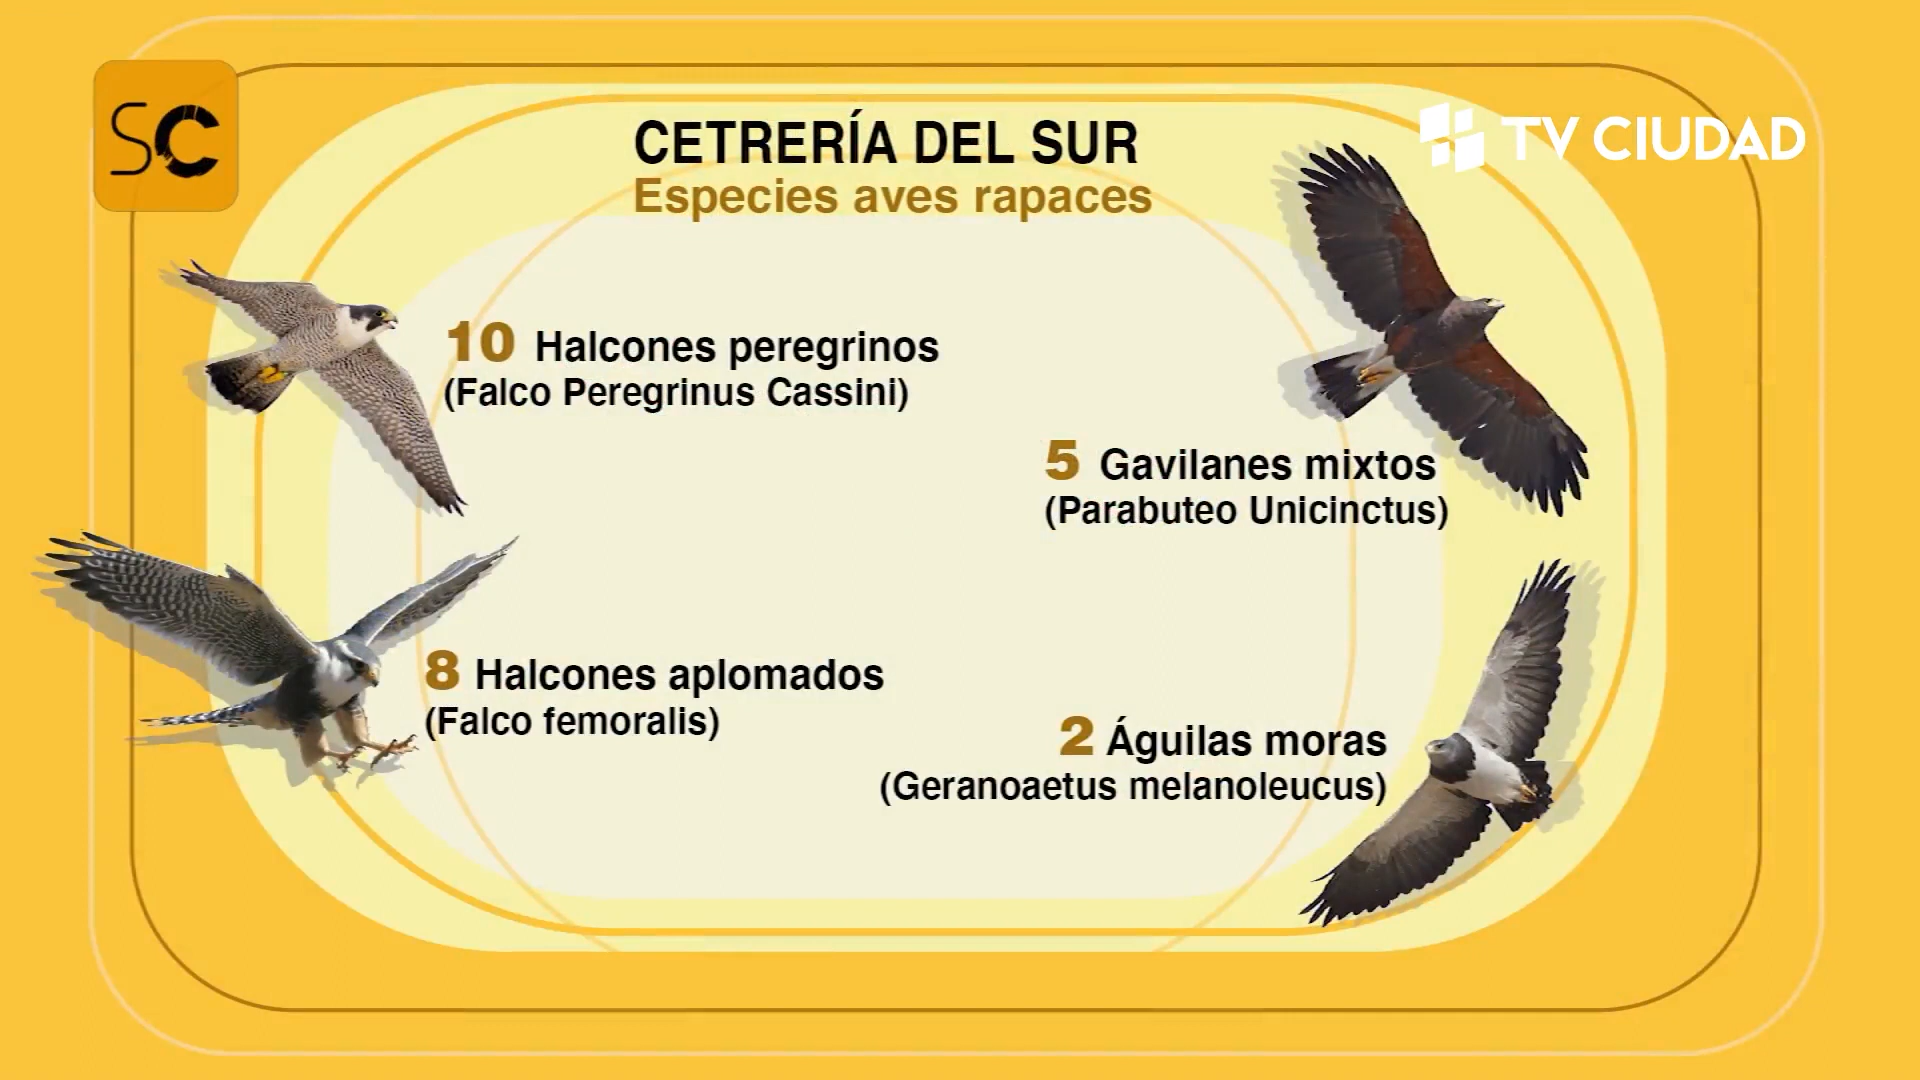 SC
TV CIUDAD
CETRERÍA DEL SUR
Especies aves rapaces
10 Halcones peregrinos
(Falco Peregrinus Cassini)
5 Gavilanes mixtos
(Parabuteo Unicinctus)
8 Halcones aplomados
(Falco femoralis)
2 Águilas moras
(Geranoaetus melanoleucus)